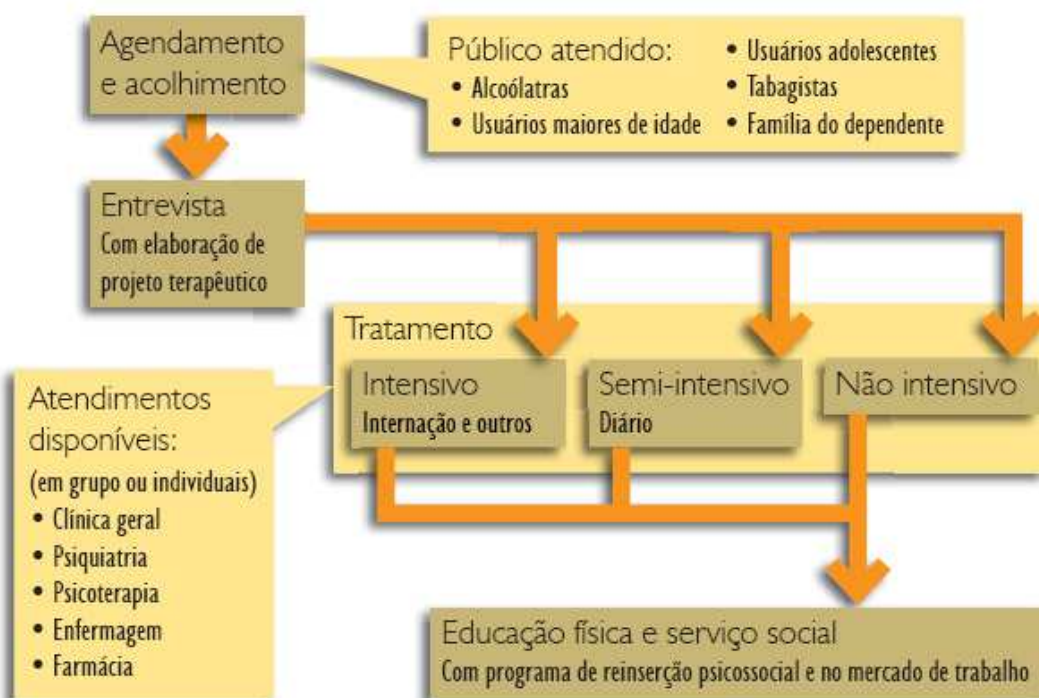 Agendamento
e acolhimento
Público atendido:
• Alcoólatras
• Usuários maiores de idade
• Usuários adolescentes
• Tabagistas
• Família do dependente
Entrevista
Com elaboração de
projeto terapêutico
Tratamento
Intensivo
Internação e outros
Semi-intensivo
Diário
Não intensivo
Atendimentos
disponíveis:
(em grupo ou individuais)
• Clínica geral
• Psiquiatria
• Psicoterapia
• Enfermagem
• Farmácia
Educação física e serviço social
Com programa de reinserção psicossocial e no mercado de trabalho